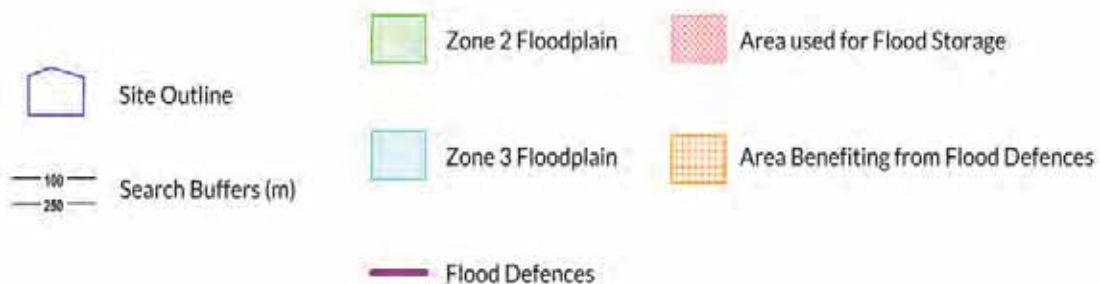 Site Outline
100
250
Search Buffers (m)
Zone 2 Floodplain
Zone 3 Floodplain
Flood Defences
Area used for Flood Storage
Area Benefiting from Flood Defences